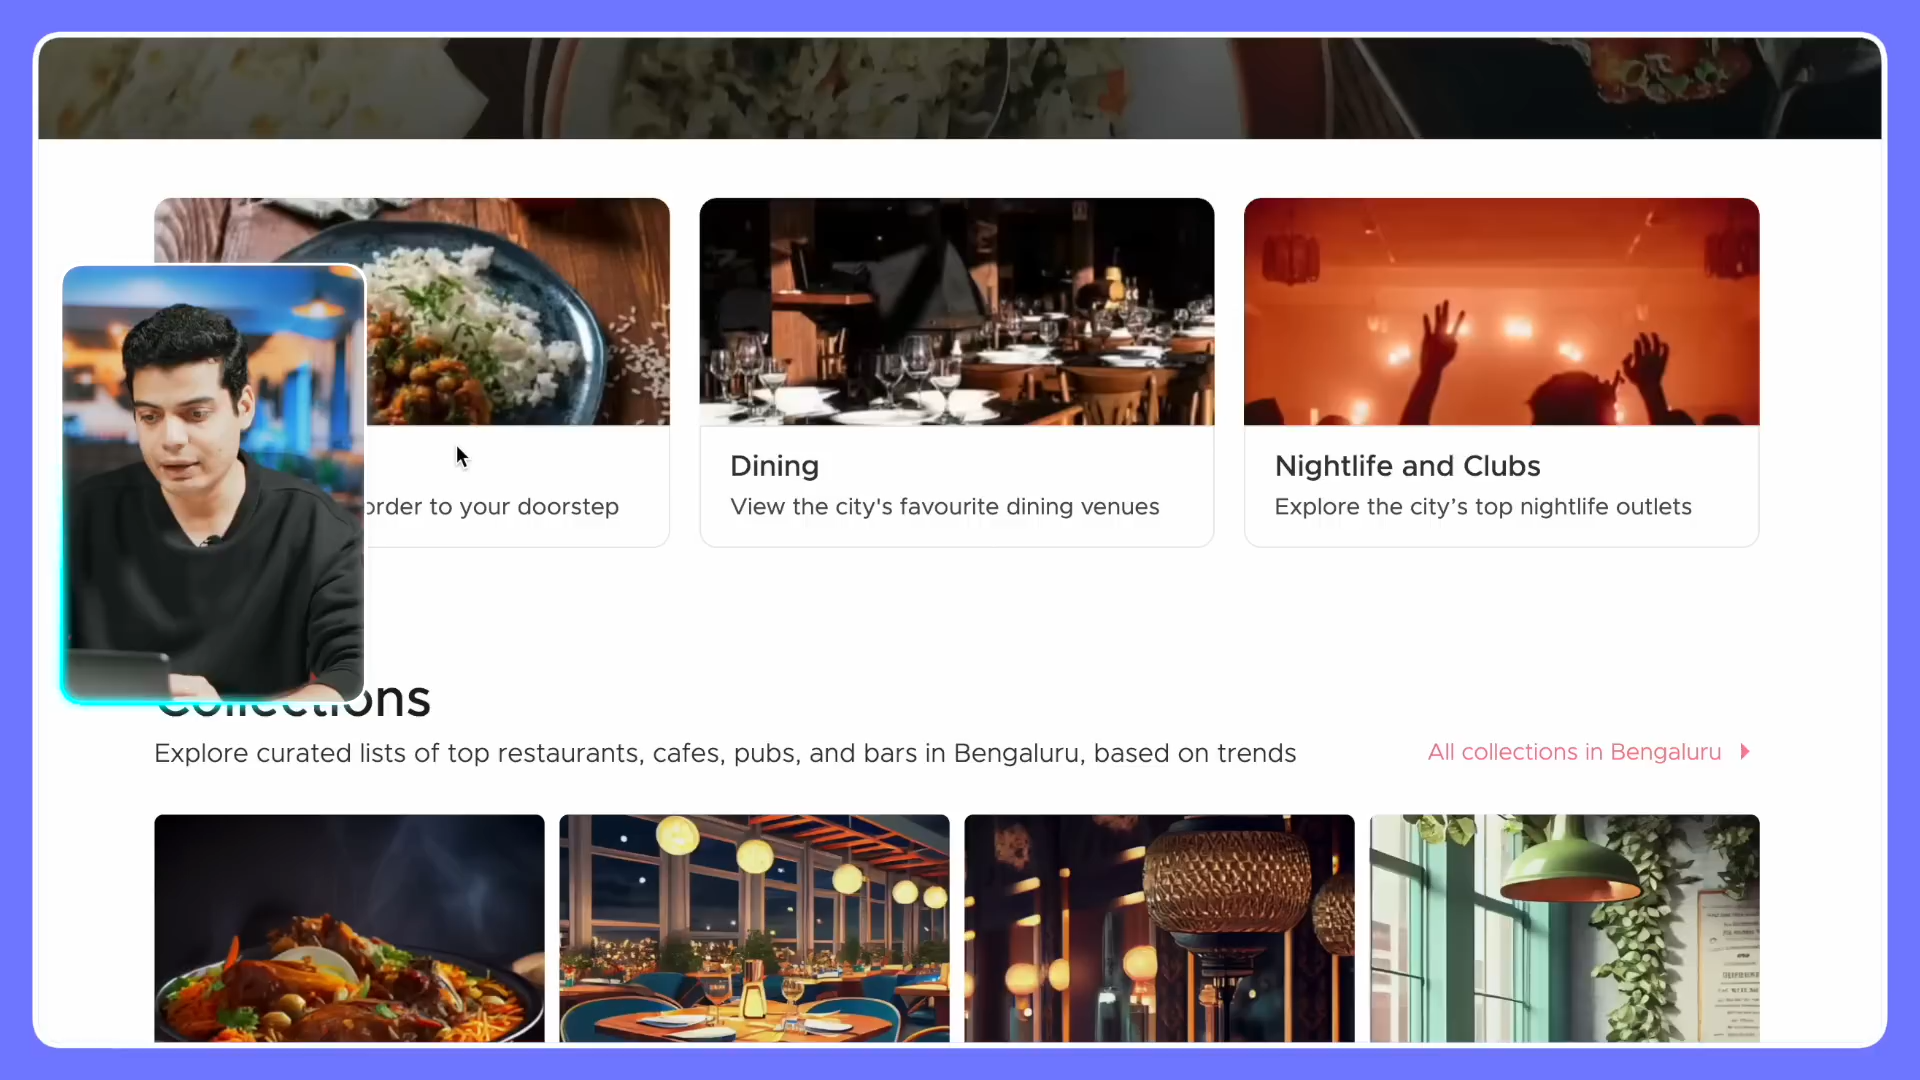 order to your doorstep
Dining
View the city's favourite dining venues
Nightlife and Clubs
Explore the city’s top nightlife outlets
Collections
Explore curated lists of top restaurants, cafes, pubs, and bars in Bengaluru, based on trends
All collections in Bengaluru